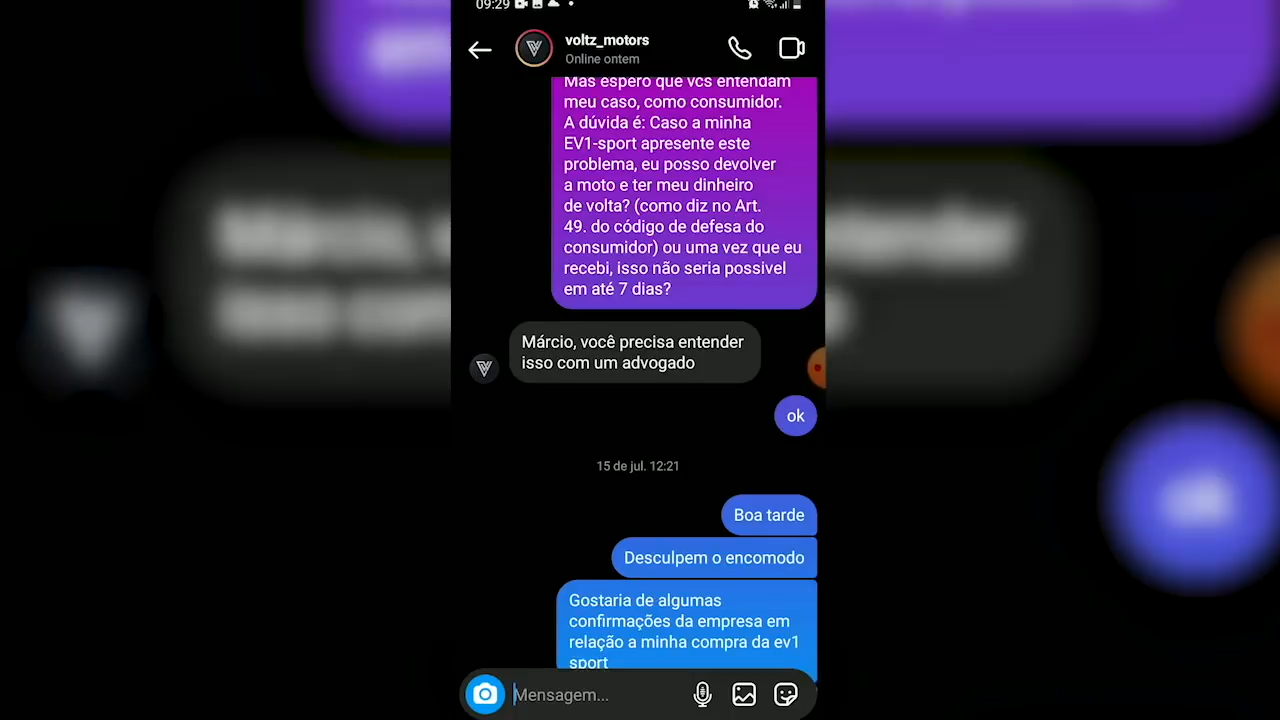 09:29
voltz_motors
Online ontem
Mas espero que vcs entendam
meu caso, como consumidor.
A dúvida é: Caso a minha
EV1-sport apresente este
problema, eu posso devolver
a moto e ter meu dinheiro
de volta? (como diz no Art.
49. do código de defesa do
consumidor) ou uma vez que eu
recebi, isso não seria possivel
em até 7 dias?
Márcio, você precisa entender
isso com um advogado
ok
15 de jul. 12:21
Boa tarde
Desculpem o encomodo
Gostaria de algumas
confirmações da empresa em
relação a minha compra da ev1
sport
Mensagem...